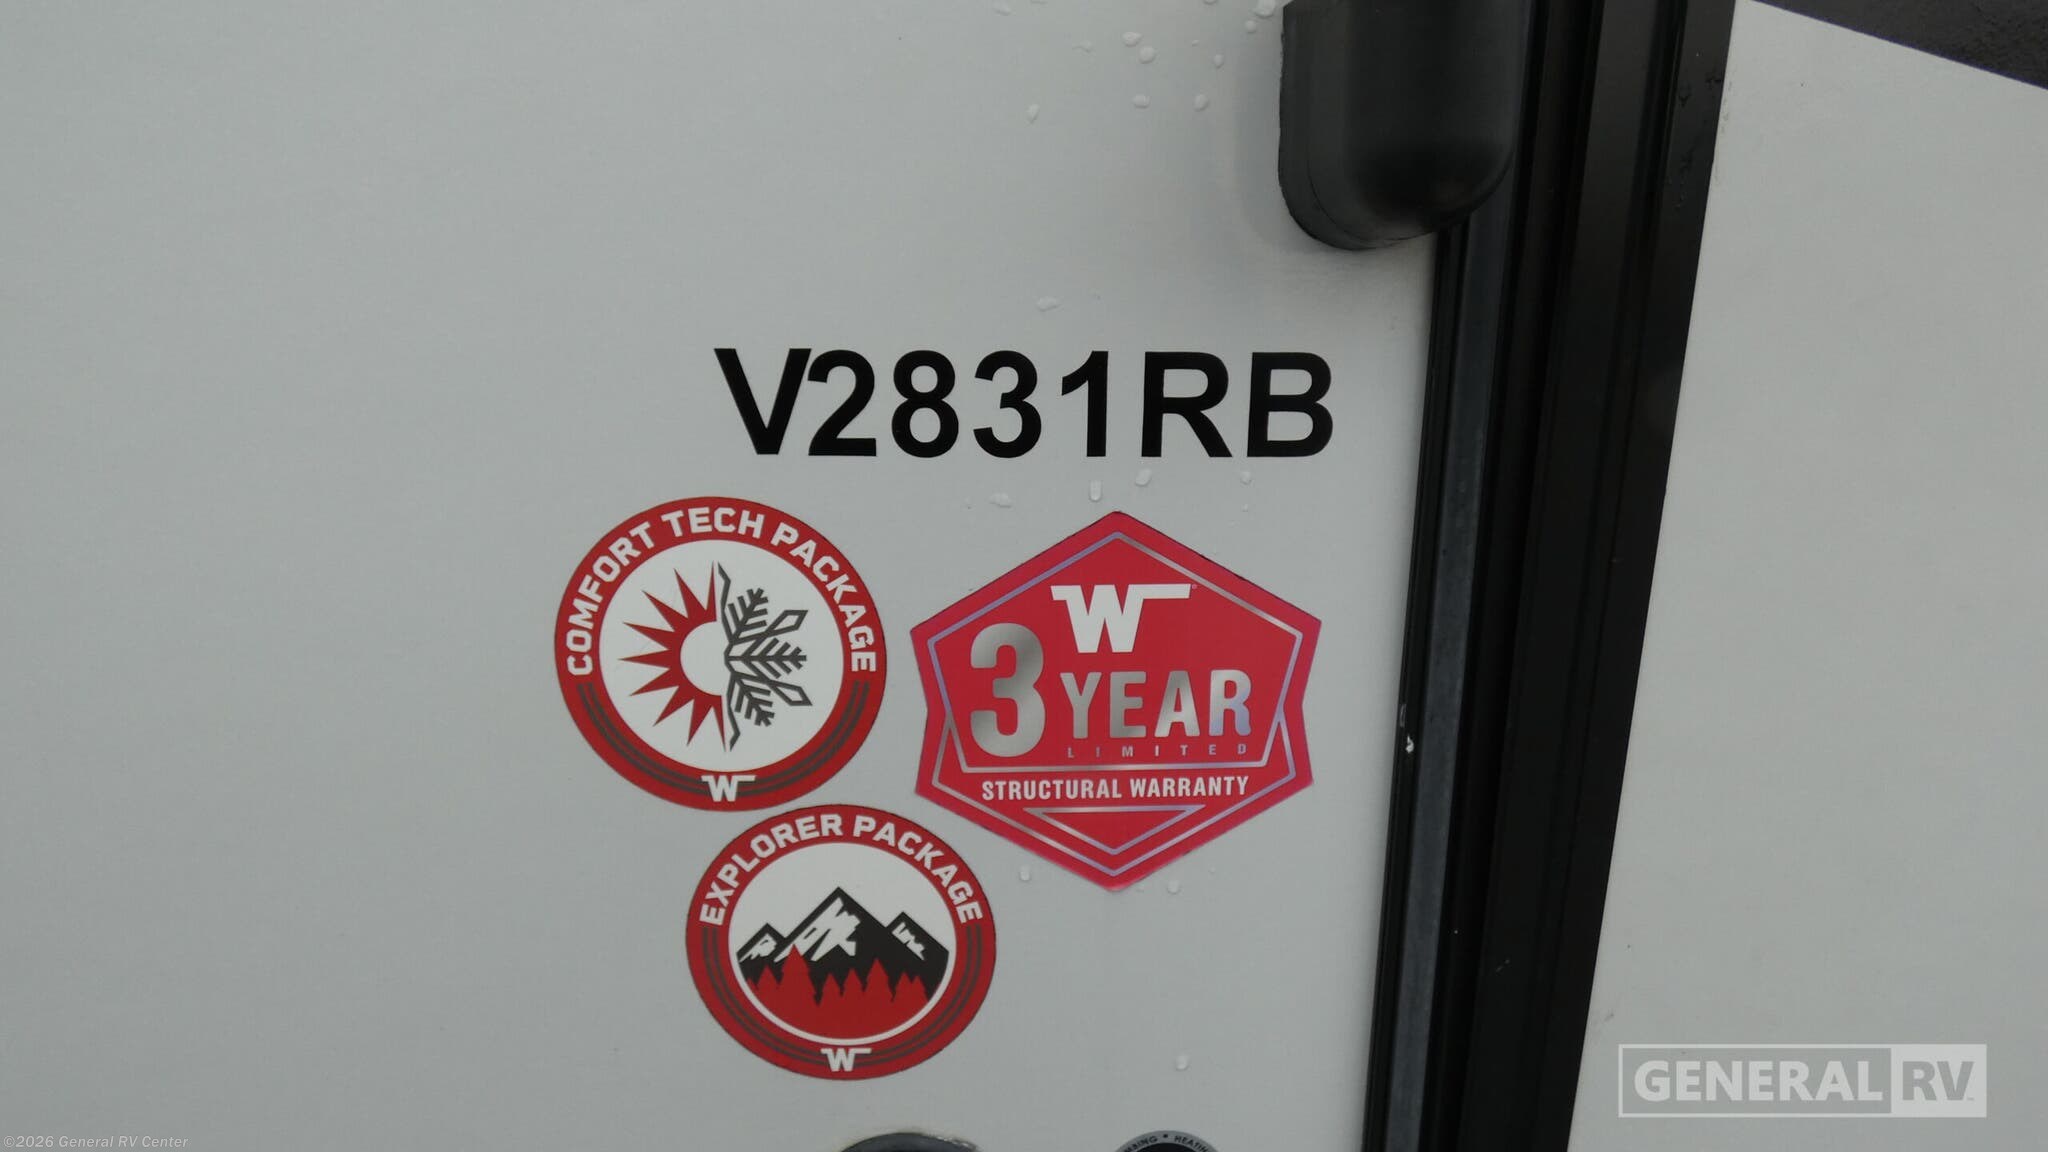 V2831RB
COMFORT TECH PACKAGE
W
W
3 YEAR
LIMITED
STRUCTURAL WARRANTY
EXPLORER PACKAGE
W
GENERAL RV
©2026 General RV Center